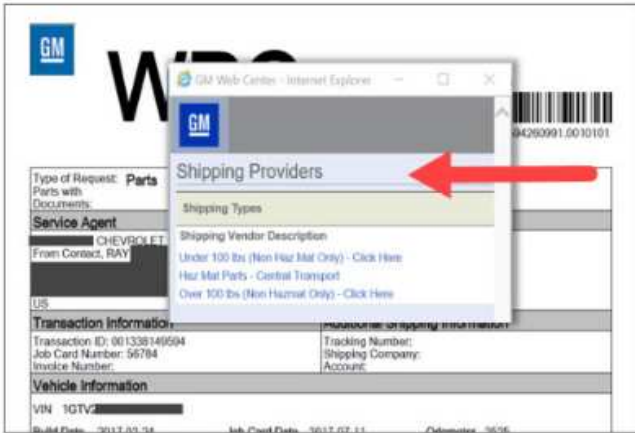 GM
GM Web Center - Internet Explorer
GM
94260991.0010101
Shipping Providers
Type of Request: Parts
Parts with
Documents:
Shipping Types
Service Agent
CHEVROLET
Shipping Vendor Description
From Contact, RAY
Under 100 lbs (Non Haz Mat Only) - Click Here
Haz Mat Parts - Central Transport
Over 100 lbs (Non Hazmat Only) - Click Here
US
Transaction Information
Additional Shipping Information
Transaction ID: 001338149594
Tracking Number:
Job Card Number: 56784
Shipping Company:
Invoice Number:
Account:
Vehicle Information
VIN 1GTV2
Build Date 2017-02-24 Job Card Date 2017-07-11 Odometer 3525